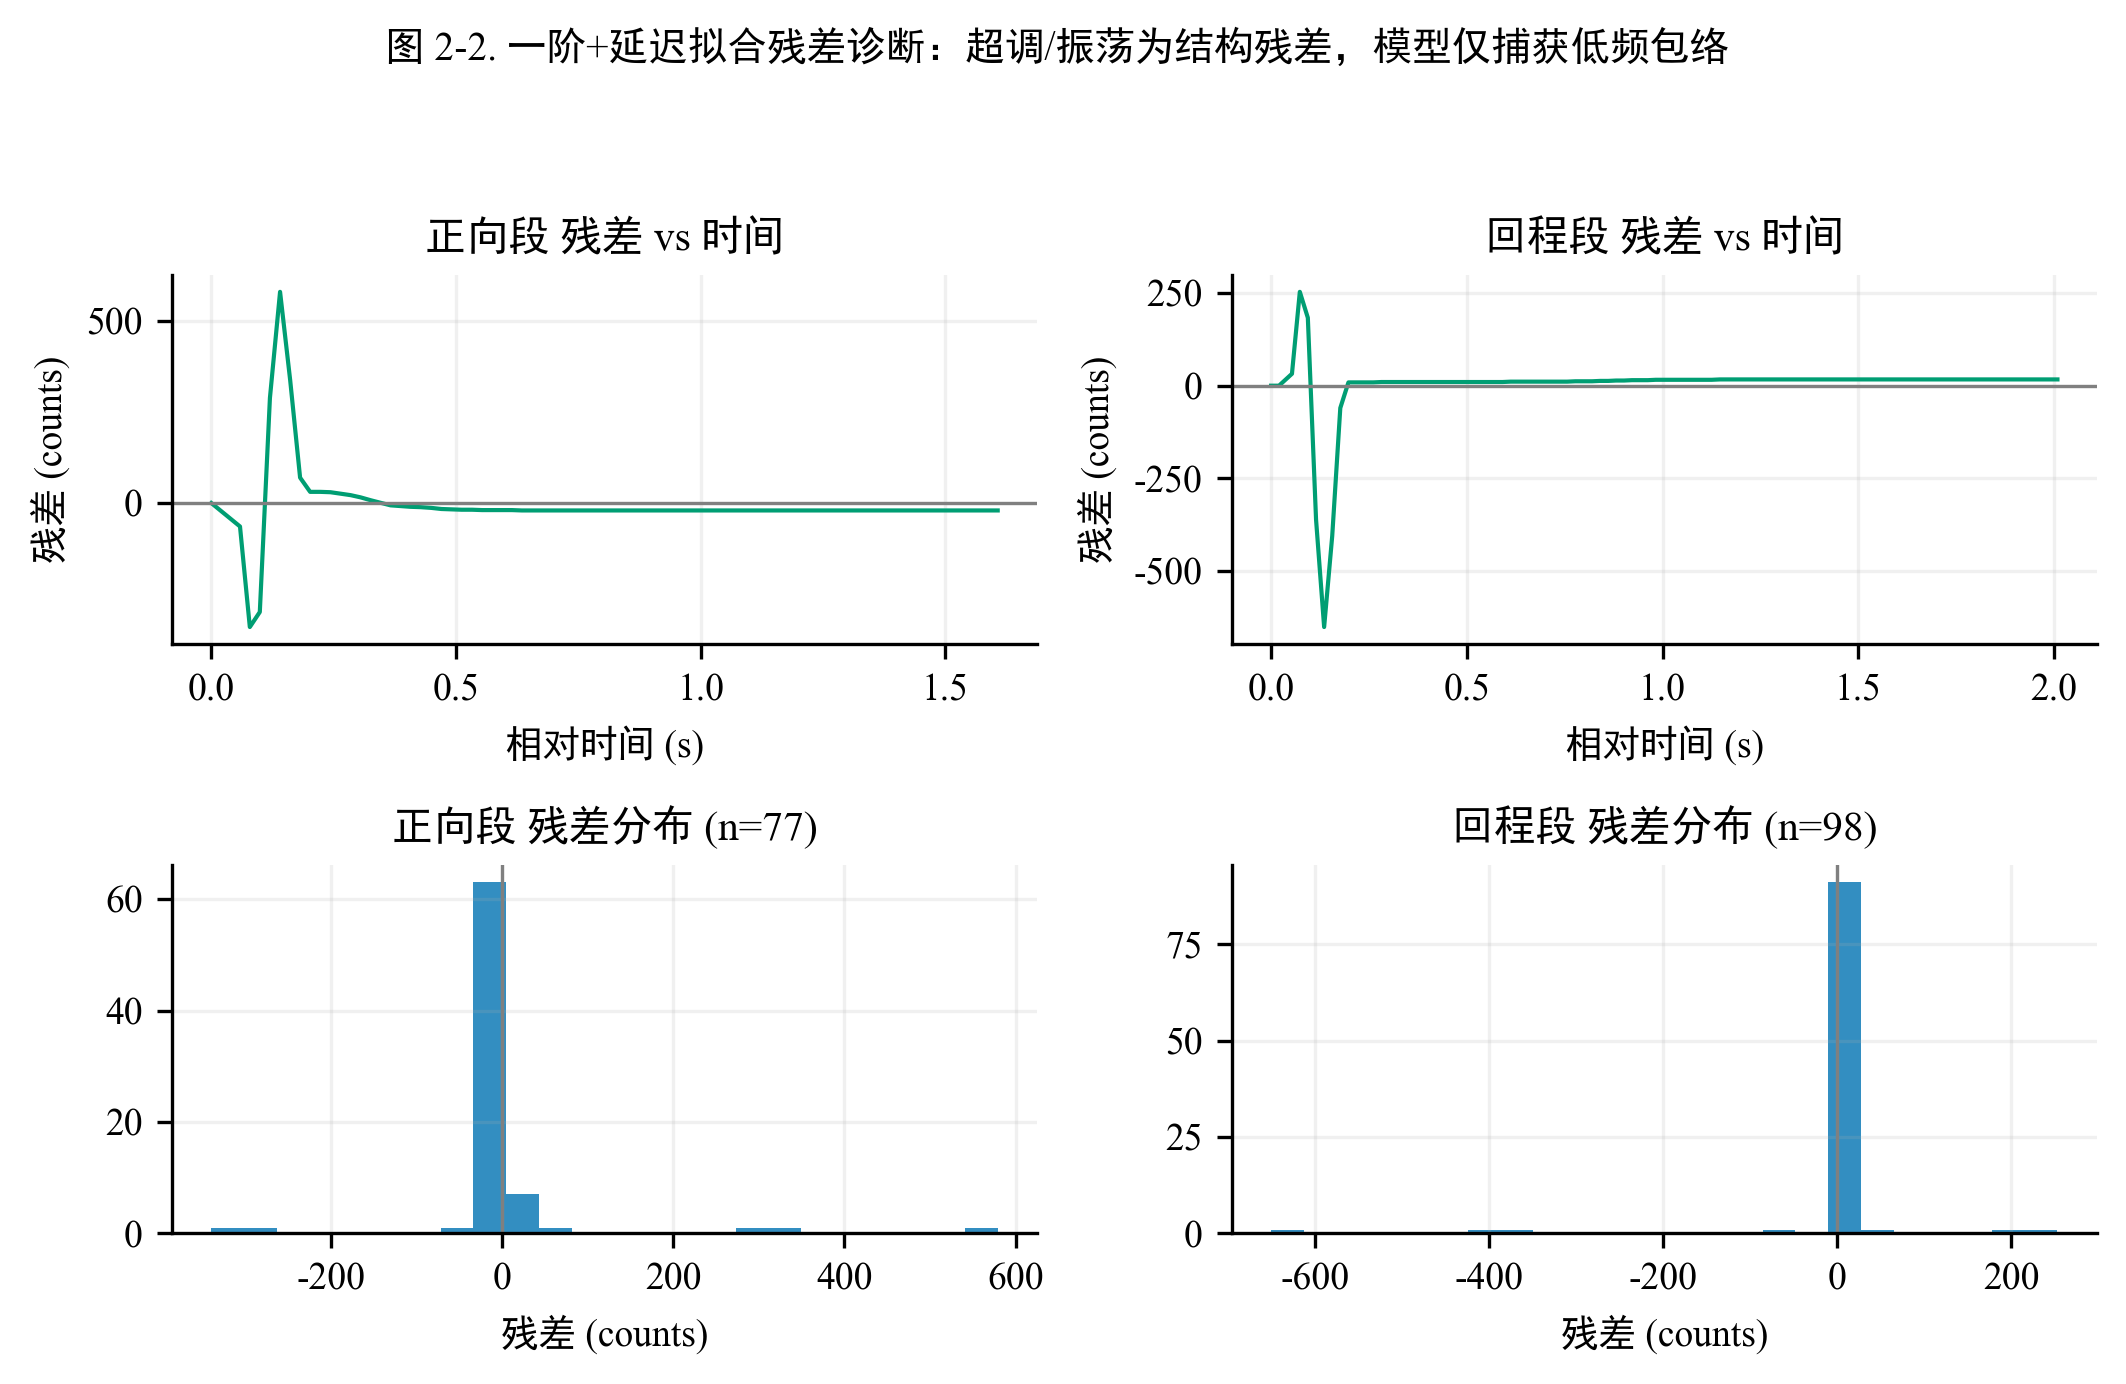 图 2-2. 一阶+延迟拟合残差诊断：超调/振荡为结构残差，模型仅捕获低频包络
正向段 残差 vs 时间
500
0
残差 (counts)
0.0 0.5 1.0 1.5
相对时间 (s)
回程段 残差 vs 时间
250
0
-250
-500
残差 (counts)
0.0 0.5 1.0 1.5 2.0
相对时间 (s)
正向段 残差分布 (n=77)
60
40
20
0
-200 0 200 400 600
残差 (counts)
回程段 残差分布 (n=98)
75
50
25
0
-600 -400 -200 0 200
残差 (counts)